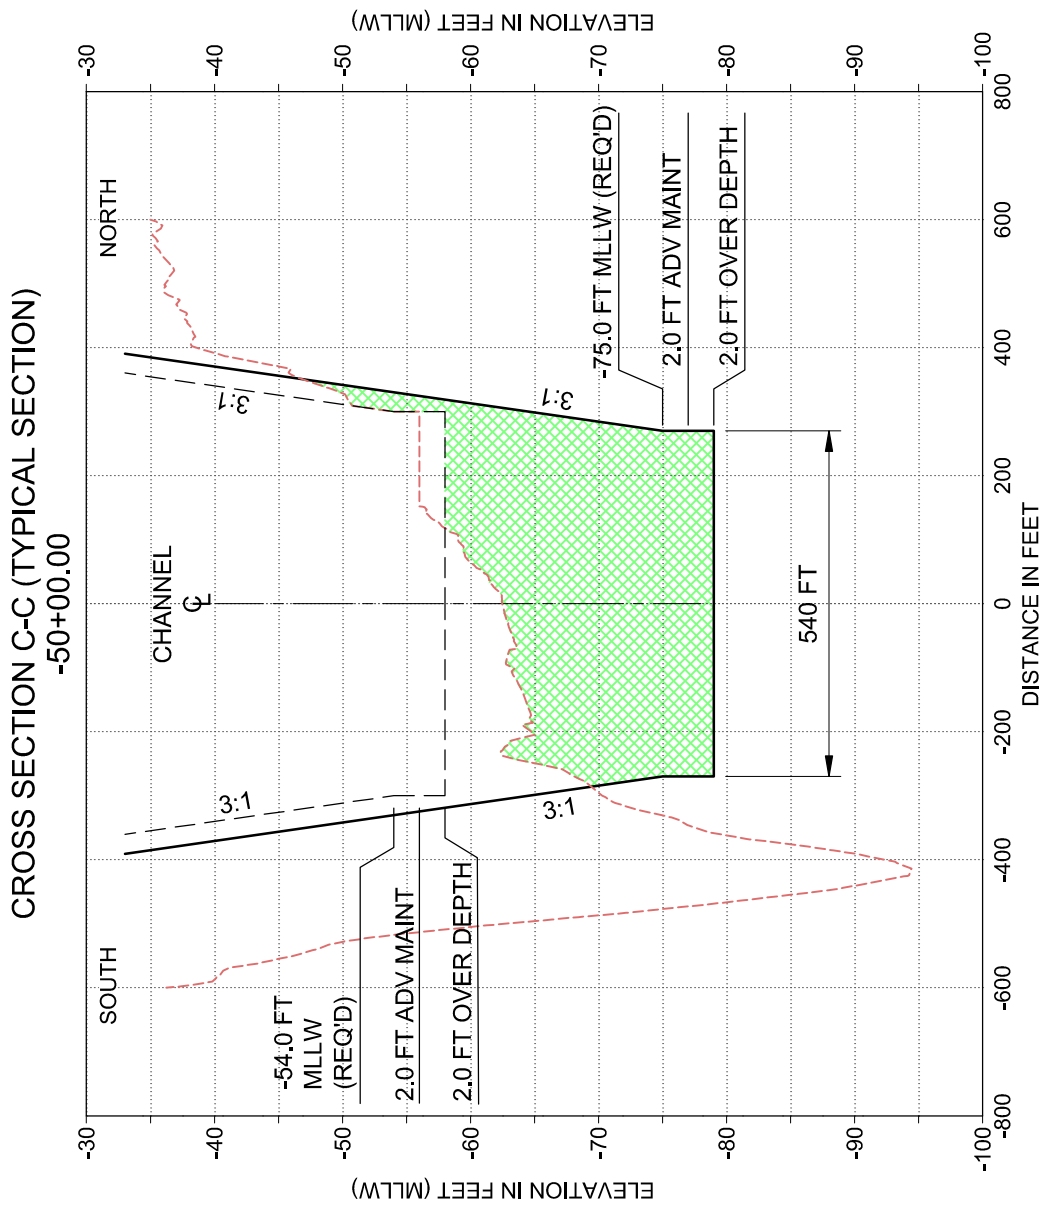 CROSS SECTION C-C (TYPICAL SECTION)
-50+00.00
SOUTH
NORTH
CHANNEL
CL
3:1
3:1
3:1
3:1
-54.0 FT
MLLW
(REQ'D)
2.0 FT ADV MAINT
2.0 FT OVER DEPTH
-75.0 FT MLLW (REQ'D)
2.0 FT ADV MAINT
2.0 FT OVER DEPTH
540 FT
ELEVATION IN FEET (MLLW)
-30
-40
-50
-60
-70
-80
-90
-100
ELEVATION IN FEET (MLLW)
-30
-40
-50
-60
-70
-80
-90
-100
-800
-600
-400
-200
0
200
400
600
800
DISTANCE IN FEET